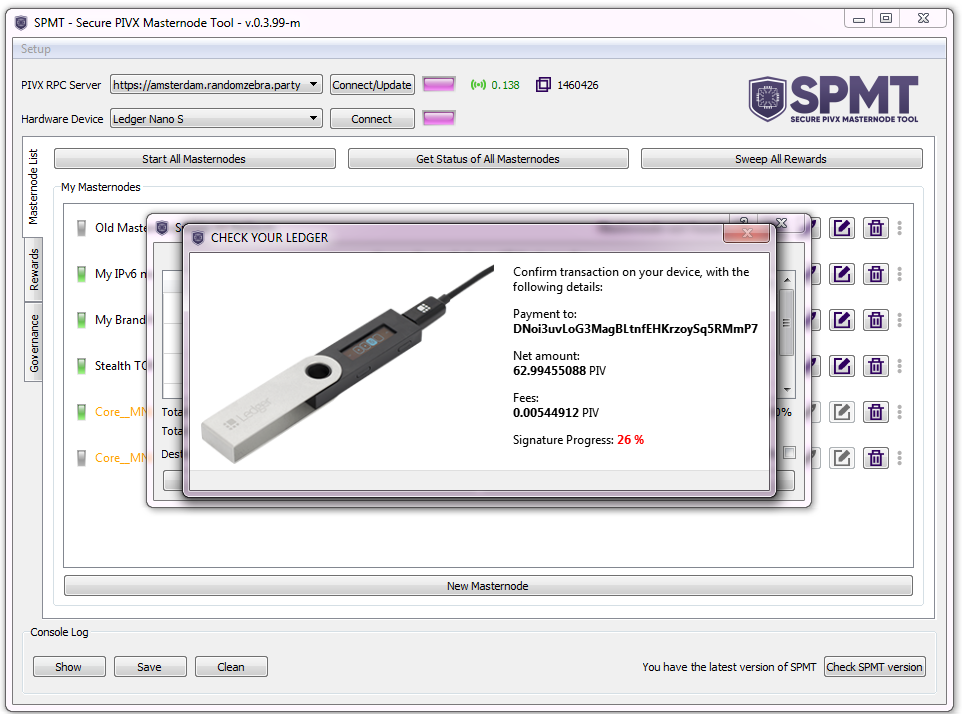 SPMT - Secure PIVX Masternode Tool - v.0.3.99-m
Setup
PIVX RPC Server https://amsterdam.randomzebra.party Connect/Update 0.138 1460426
Hardware Device Ledger Nano S Connect
SPMT
SECURE PIVX MASTERNODE TOOL
Masternode List
Rewards
Governance
Start All Masternodes Get Status of All Masternodes Sweep All Rewards
My Masternodes
Old Maste
My IPv6 n
My Brand
Stealth TO
Core__MN
Core__MN
Tota
Tota
Dest
0%
CHECK YOUR LEDGER
Ledger
Confirm transaction on your device, with the
following details:
Payment to:
DNoi3uvLoG3MagBLtnfEHKrzoySq5RMmP7
Net amount:
62.99455088 PIV
Fees:
0.00544912 PIV
Signature Progress: 26 %
New Masternode
Console Log
Show Save Clean You have the latest version of SPMT Check SPMT version